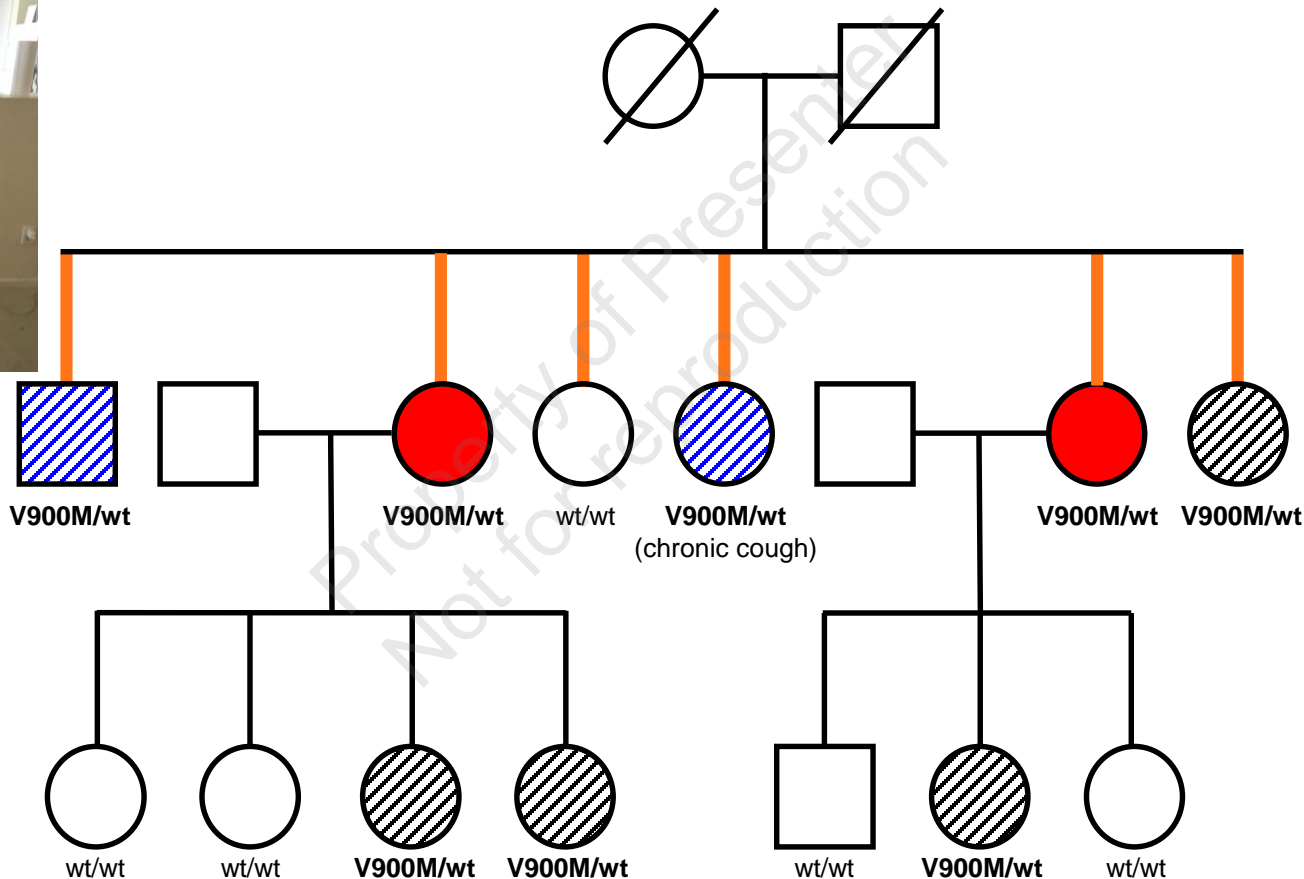 Property of Presenter
Not for reproduction
V900M/wt V900M/wt wt/wt V900M/wt V900M/wt V900M/wt
(chronic cough)
wt/wt wt/wt V900M/wt V900M/wt wt/wt V900M/wt wt/wt